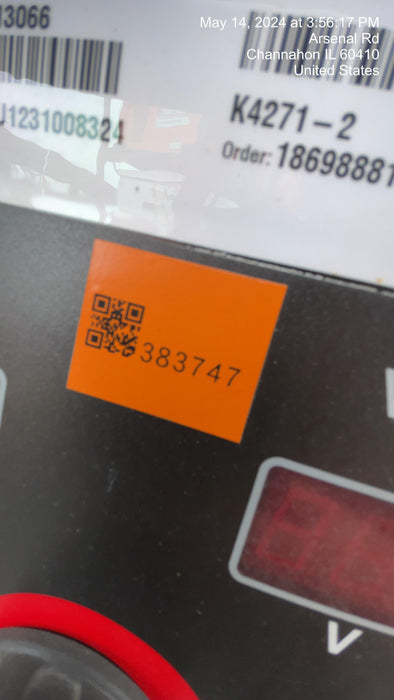 May 14, 2024 at 3:56:17 PM
Arsenal Rd
Channahon IL 60410
United States
K4271-2
Order: 18698881
383747
V